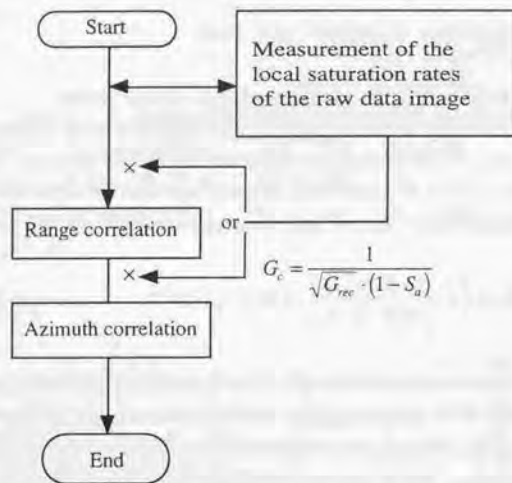 Start
Measurement of the
local saturation rates
of the raw data image
×
Range correlation
or
×
G_c = 1 / (√G_rec · (1 − S_a))
Azimuth correlation
End